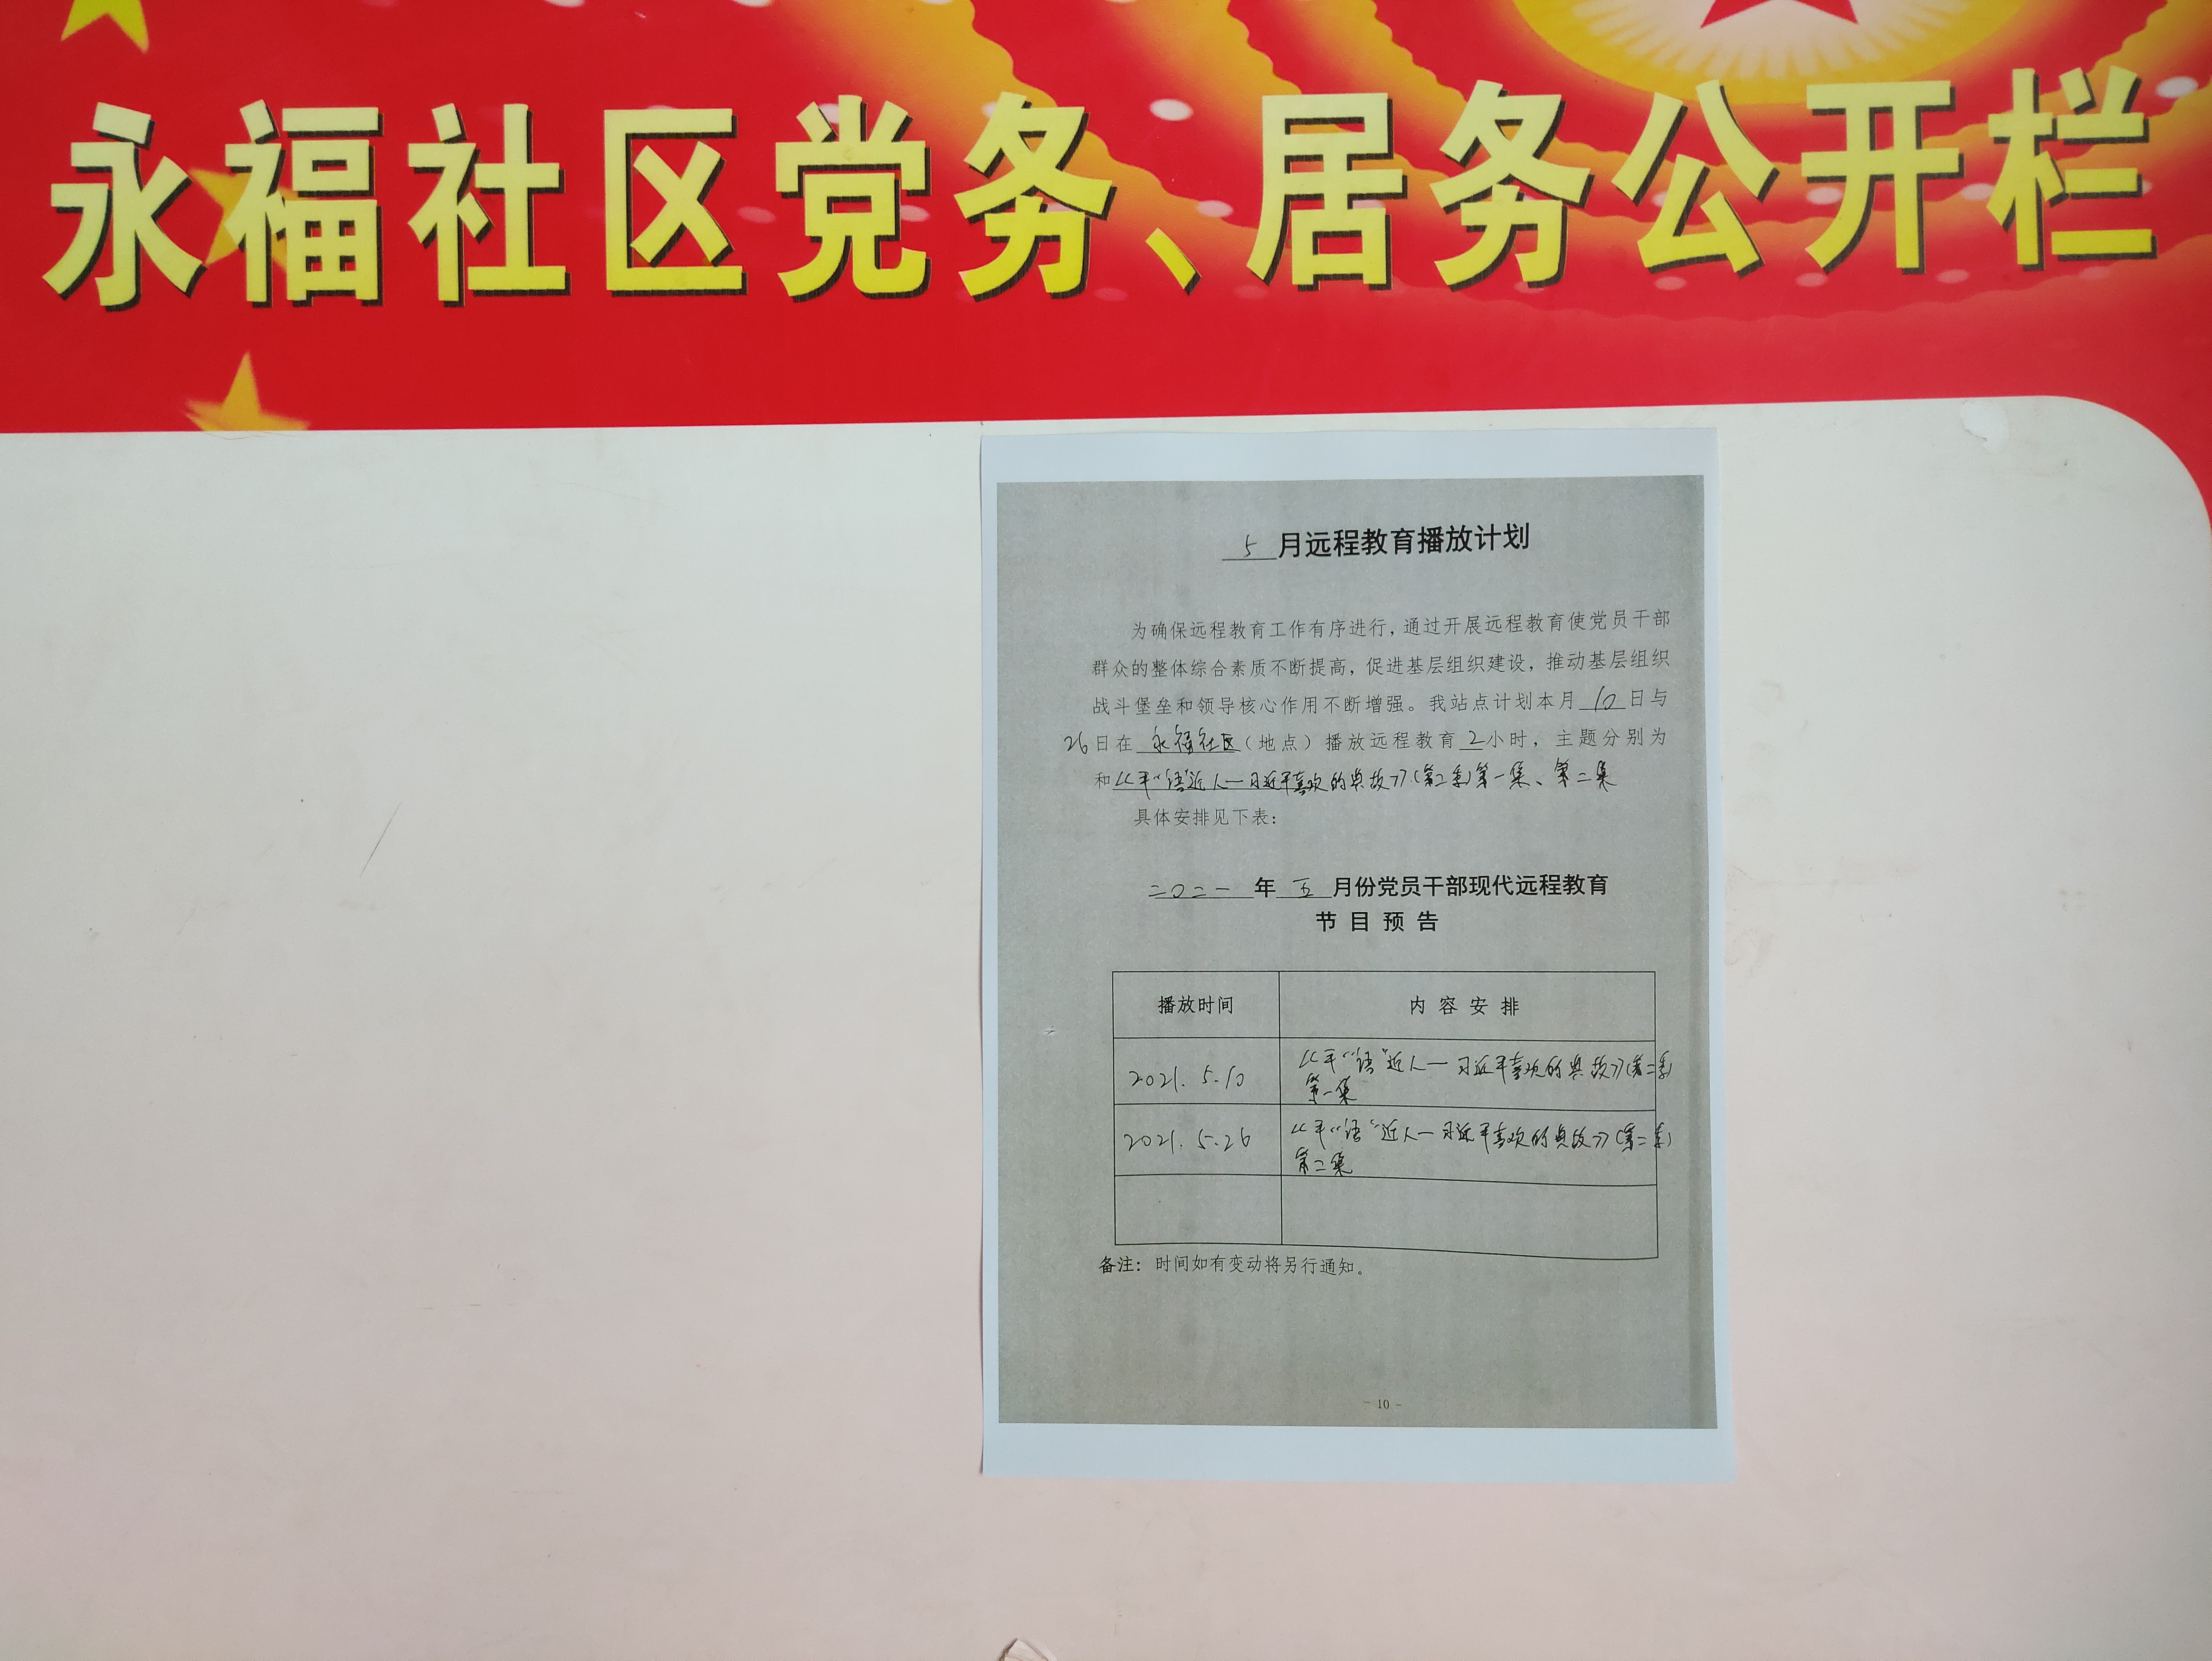 永福社区党务、居务公开栏
5月远程教育播放计划
为确保远程教育工作有序进行，通过开展远程教育使党员干部
群众的整体综合素质不断提高，促进基层组织建设，推动基层组织
战斗堡垒和领导核心作用不断增强。我站点计划本月10日与
26日在永福社区（地点）播放远程教育2小时，主题分别为
和《平“语”近人—习近平喜欢的典故》（第二季）第一集、第二集
具体安排见下表：
二〇二一年五月份党员干部现代远程教育
节目预告
播放时间 内容安排
2021.5.10 《平“语”近人—习近平喜欢的典故》（第二季）
第一集
2021.5.26 《平“语”近人—习近平喜欢的典故》（第二季）
第二集
备注：时间如有变动将另行通知。
- 10 -